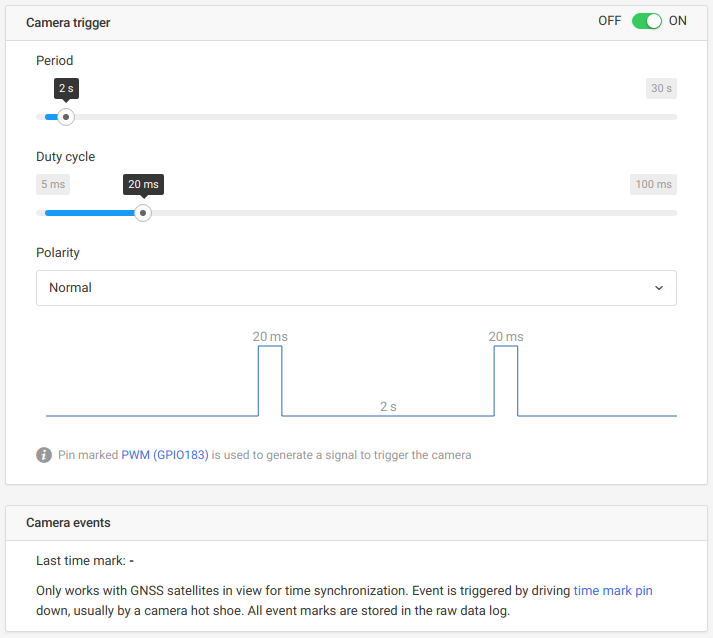 Camera trigger
OFF ON
Period
2 s
30 s
Duty cycle
5 ms
20 ms
100 ms
Polarity
Normal
20 ms
20 ms
2 s
Pin marked PWM (GPIO183) is used to generate a signal to trigger the camera
Camera events
Last time mark: -
Only works with GNSS satellites in view for time synchronization. Event is triggered by driving time mark pin
down, usually by a camera hot shoe. All event marks are stored in the raw data log.